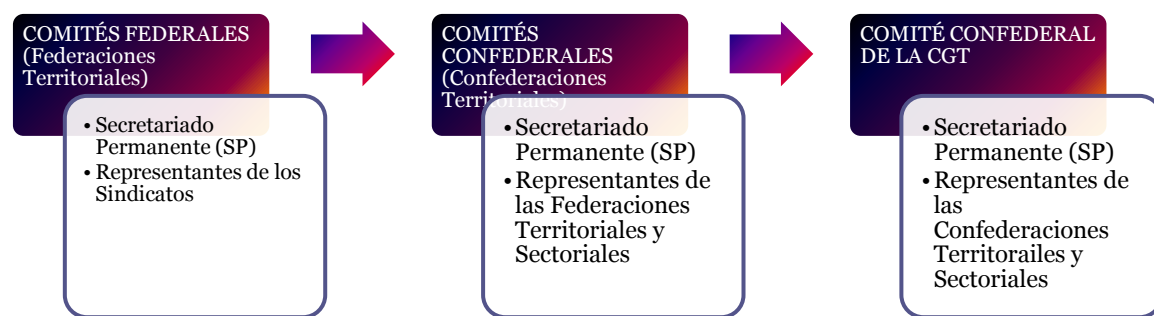 COMITÉS FEDERALES
(Federaciones
Territoriales)
• Secretariado
Permanente (SP)
• Representantes de los
Sindicatos
COMITÉS
CONFEDERALES
(Confederaciones
Territoriales)
• Secretariado
Permanente (SP)
• Representantes de
las Federaciones
Territoriales y
Sectoriales
COMITÉ CONFEDERAL
DE LA CGT
• Secretariado
Permanente (SP)
• Representantes de
las
Confederaciones
Territorailes y
Sectoriales